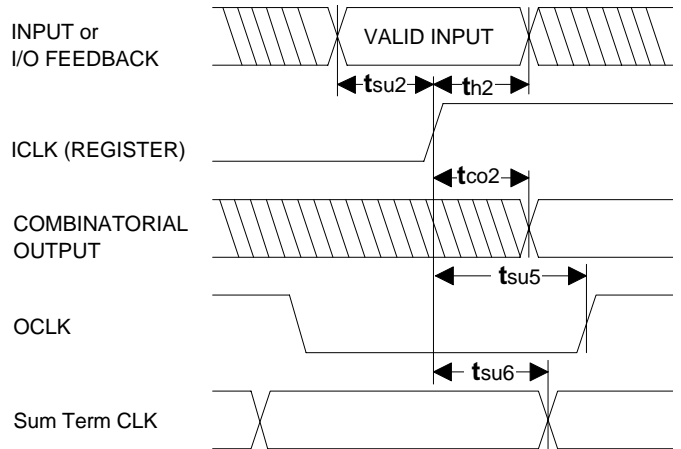 INPUT or
I/O FEEDBACK
VALID INPUT
tsu2
th2
ICLK (REGISTER)
tco2
COMBINATORIAL
OUTPUT
tsu5
OCLK
tsu6
Sum Term CLK